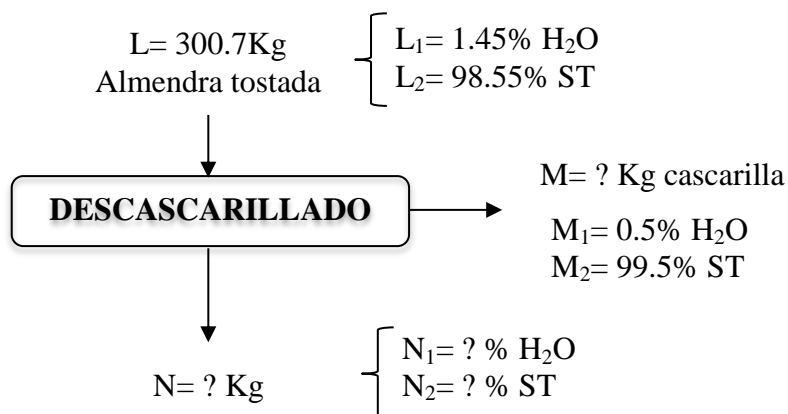 L= 300.7Kg
Almendra tostada
L₁= 1.45% H₂O
L₂= 98.55% ST
DESCASCARILLADO
M= ? Kg cascarilla
M₁= 0.5% H₂O
M₂= 99.5% ST
N= ? Kg
N₁= ? % H₂O
N₂= ? % ST